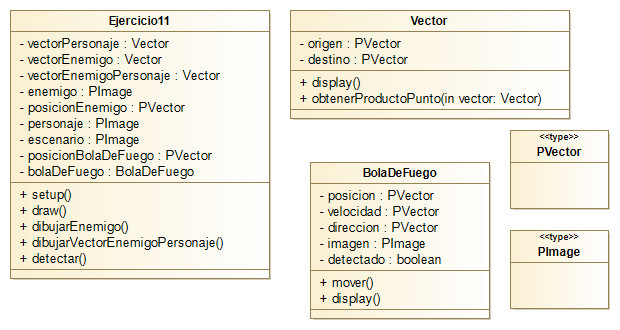 Ejercicio11
- vectorPersonaje : Vector
- vectorEnemigo : Vector
- vectorEnemigoPersonaje : Vector
- enemigo : PImage
- posicionEnemigo : PVector
- personaje : PImage
- escenario : PImage
- posicionBolaDeFuego : PVector
- bolaDeFuego : BolaDeFuego
+ setup()
+ draw()
+ dibujarEnemigo()
+ dibujarVectorEnemigoPersonaje()
+ detectar()
Vector
- origen : PVector
- destino : PVector
+ display()
+ obtenerProductoPunto(in vector: Vector)
BolaDeFuego
- posicion : PVector
- velocidad : PVector
- direccion : PVector
- imagen : PImage
- detectado : boolean
+ mover()
+ display()
<<type>>
PVector
<<type>>
PImage